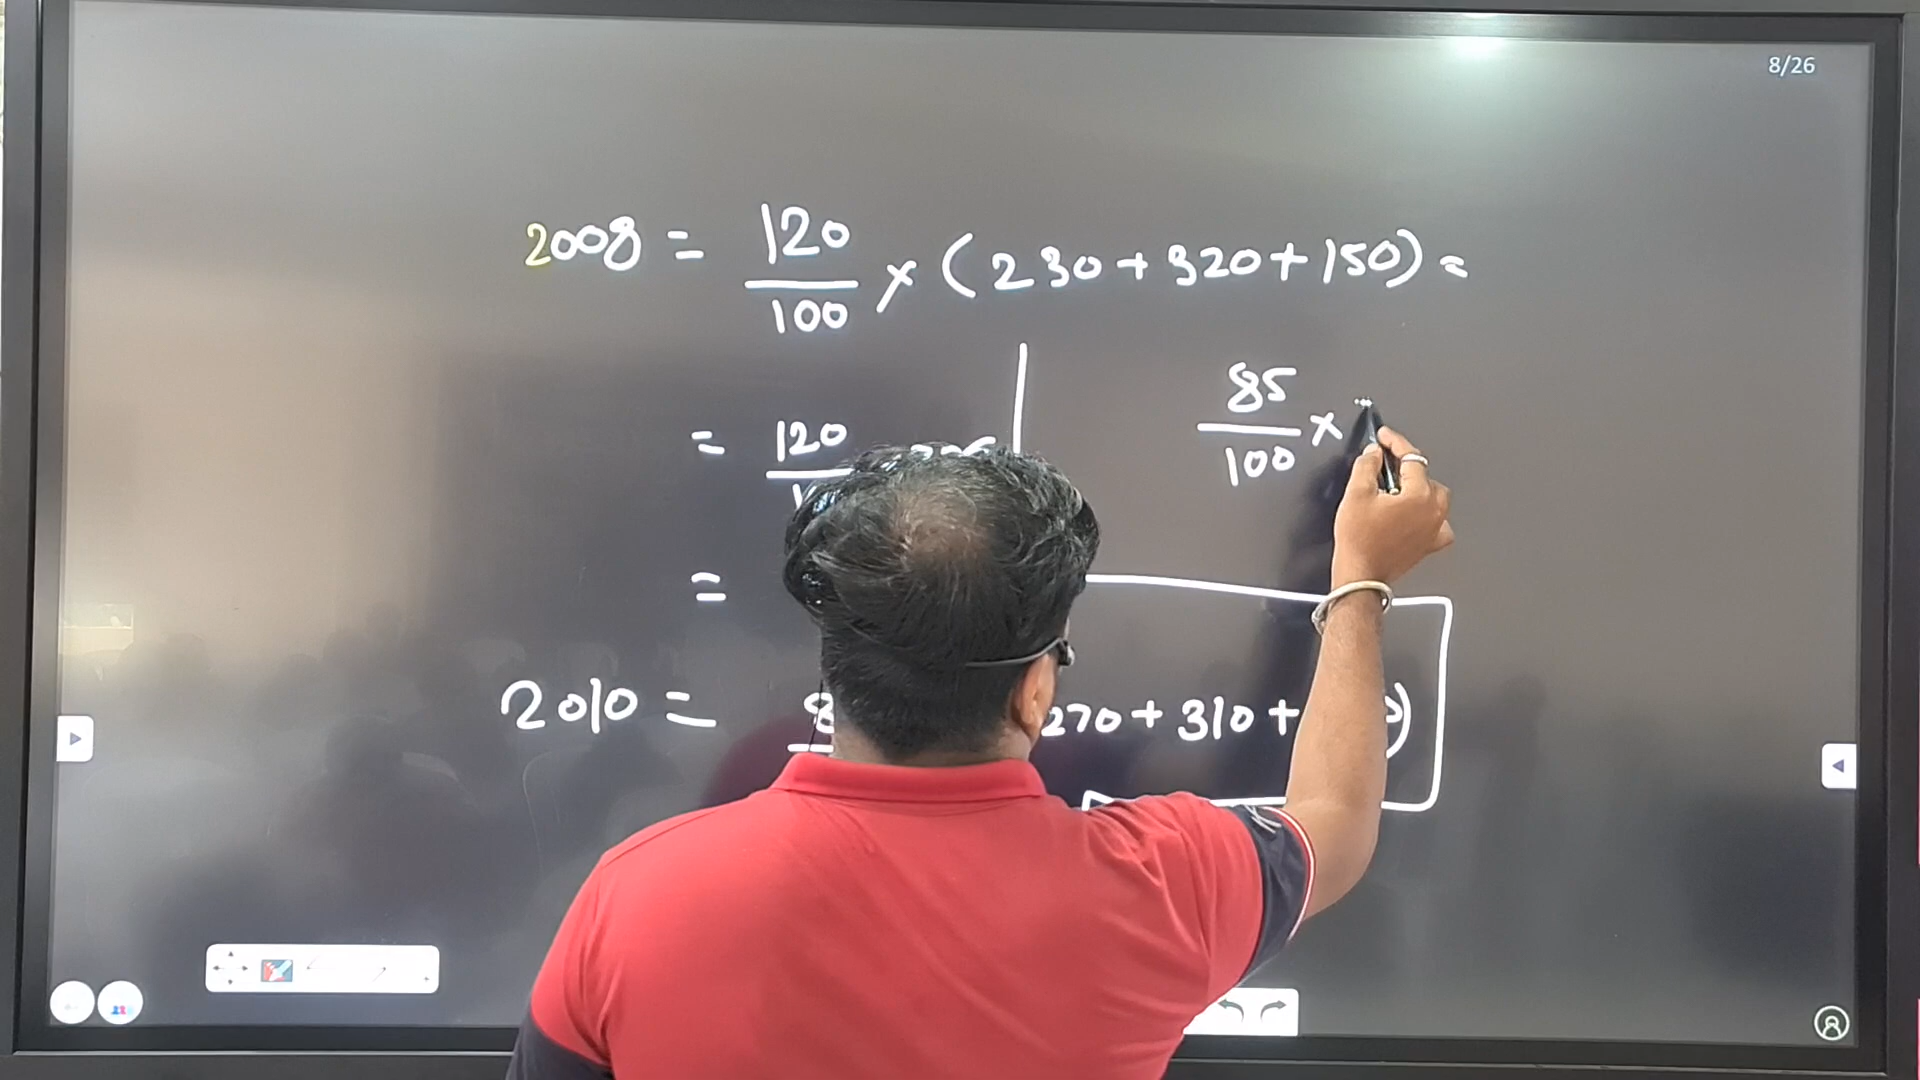 8/26
2008 = 120/100 × (230+320+150) =
= 120
85/100 ×
=
2010 = 270 + 310 +